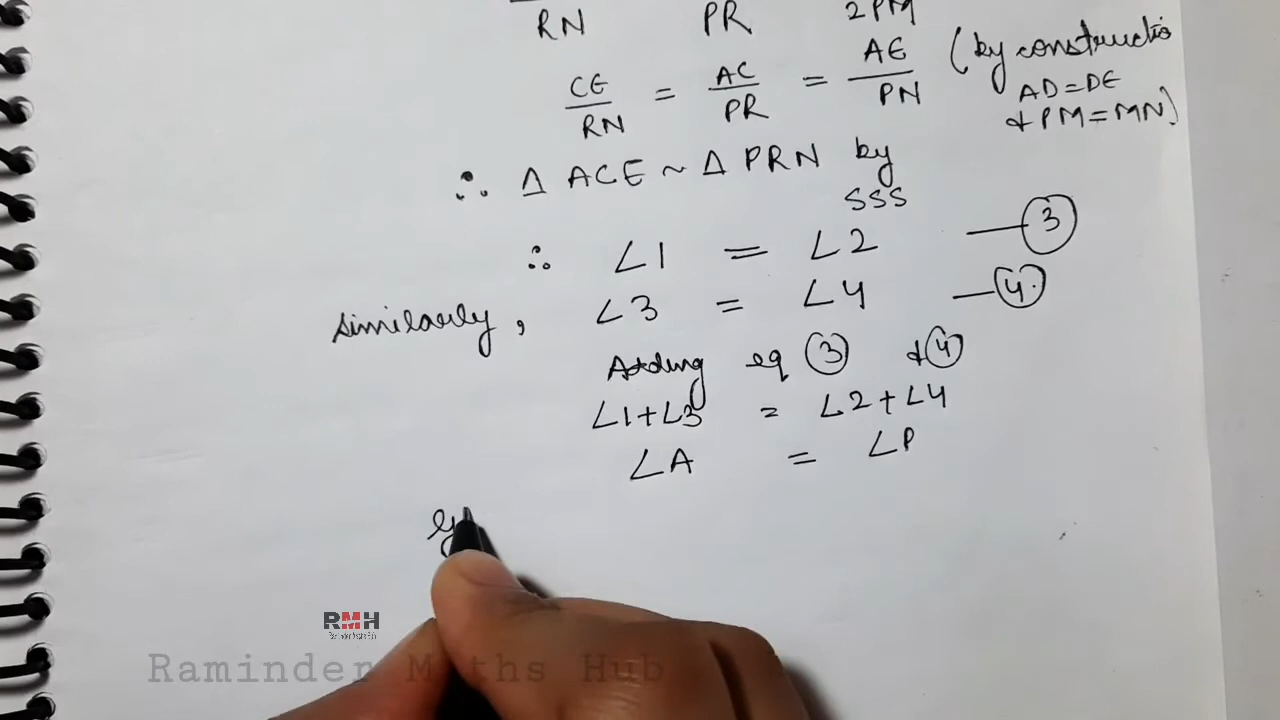 RN PR 2PM
CE/RN = AC/PR = AE/PN (by constructio
AD=DE
& PM=MN)
∴ Δ ACE ~ Δ PRN by
SSS
∴ ∠1 = ∠2 —③
Similarly, ∠3 = ∠4 —④
Adding eq ③ & ④
∠1+∠3 = ∠2+∠4
∠A = ∠P
RMH
Raminder Maths Hub